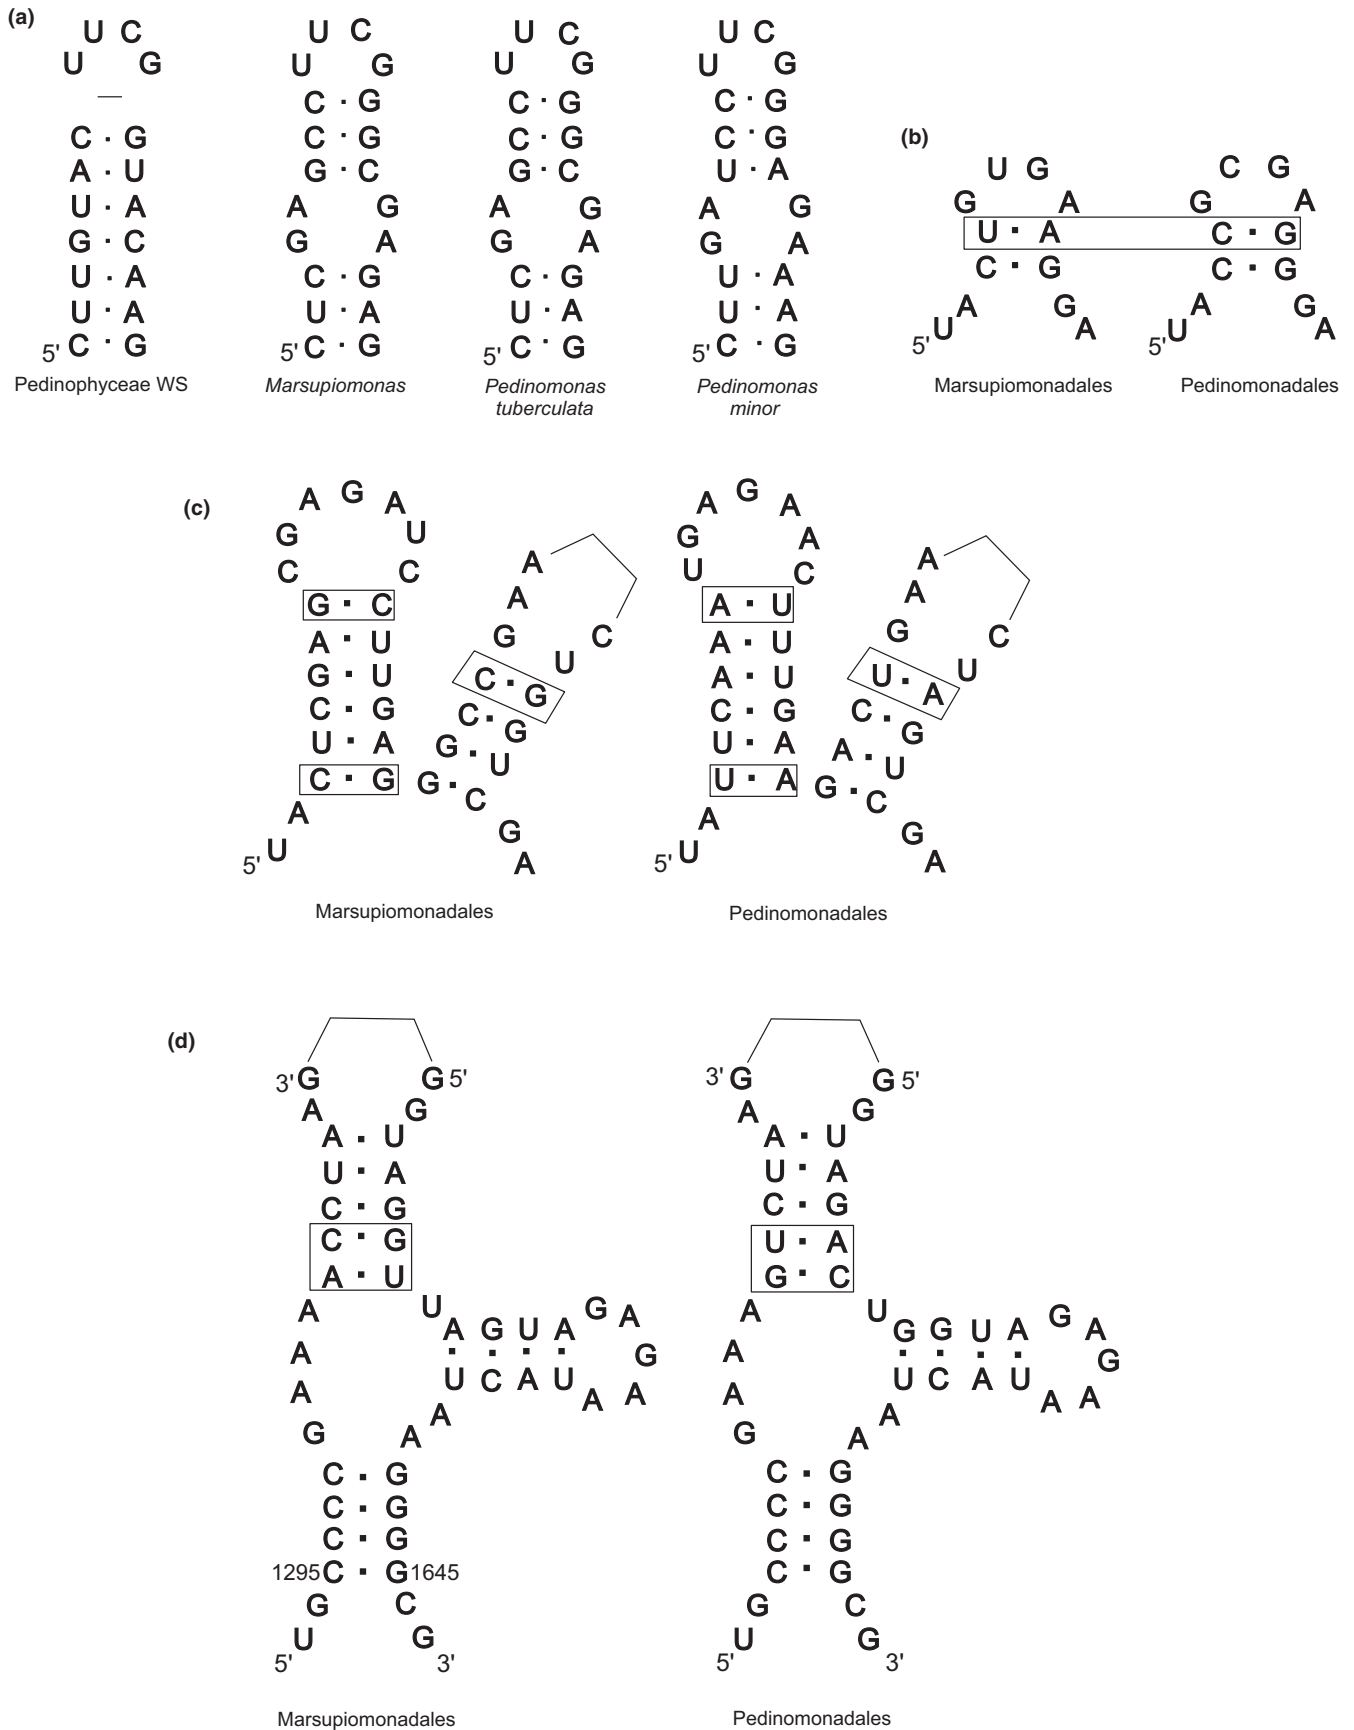 (a)
U C
U G
C · G
A · U
U · A
G · C
U · A
U · A
5' C · G
Pedinophyceae WS
U C
U G
C · G
C · G
G · C
A G
G A
C · G
U · A
5' C · G
Marsupiomonas
U C
U G
C · G
C · G
G · C
A G
G A
C · G
U · A
5' C · G
Pedinomonas
tuberculata
U C
U G
C · G
C · G
U · A
A G
G A
U · A
U · A
5' C · G
Pedinomonas
minor
(b)
U G
G A
U · A
C · G
A G
5' U A
Marsupiomonadales
C G
G A
C · G
C · G
A G
5' U A
Pedinomonadales
(c)
A G A
G U
C C
G · C
A · U
G · U
C · G
U · A
C · G
A
5' U
A
A
G C
U
C · G
C · G
G · U
G · C
G
A
Marsupiomonadales
A G A
G A
U C
A · U
A · U
A · U
C · G
U · A
U · A
A
5' U
A
A
G C
U
U · A
C · G
A · U
G · C
G
A
Pedinomonadales
(d)
3' G G 5'
A G
A · U
U · A
C · G
C · G
A · U
A U
A G U A G A
G
U C A U A A
A
A A
G A
C · G
C · G
C · G
1295 C · G 1645
G C
U G
5' 3'
Marsupiomonadales
3' G G 5'
A G
A · U
U · A
C · G
U · A
G · C
A U
G G U A G A
G
U C A U A A
A
A A
G A
C · G
C · G
C · G
C · G
G C
U G
5' 3'
Pedinomonadales